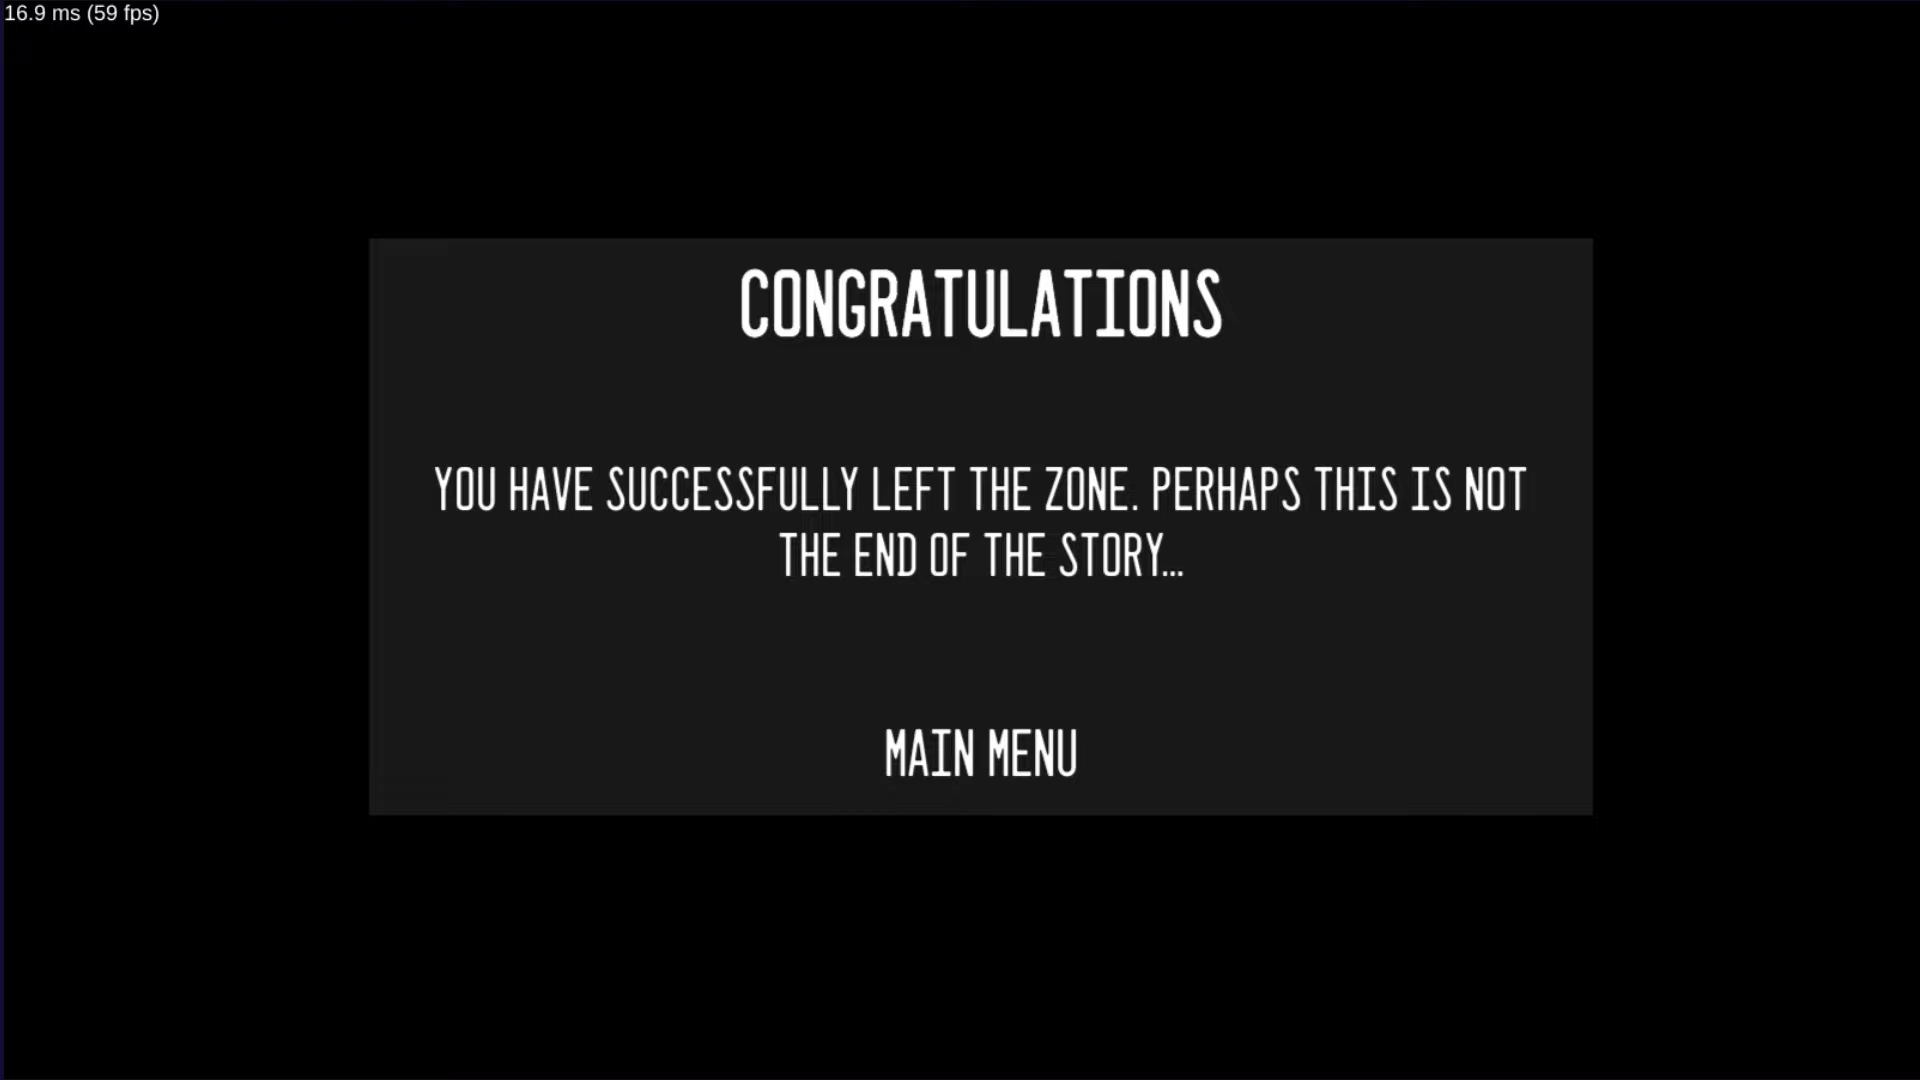 16.9 ms (59 fps)
CONGRATULATIONS
YOU HAVE SUCCESSFULLY LEFT THE ZONE. PERHAPS THIS IS NOT
THE END OF THE STORY...
MAIN MENU